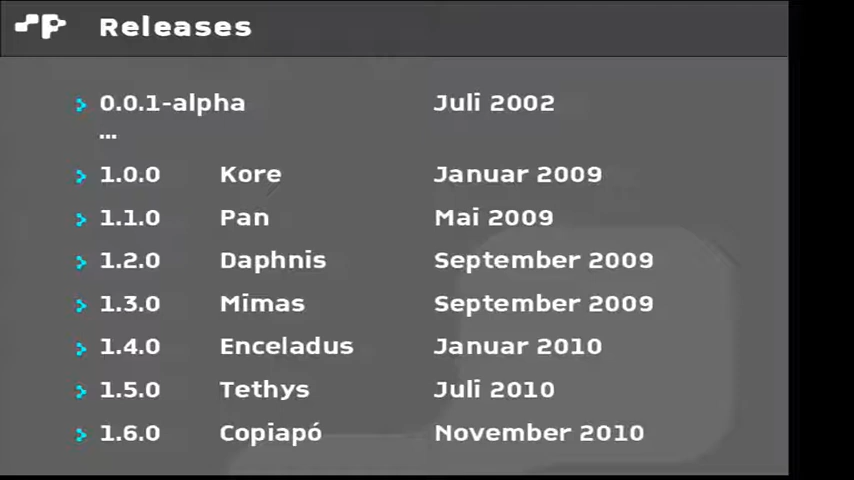 Releases
0.0.1-alpha Juli 2002
...
1.0.0 Kore Januar 2009
1.1.0 Pan Mai 2009
1.2.0 Daphnis September 2009
1.3.0 Mimas September 2009
1.4.0 Enceladus Januar 2010
1.5.0 Tethys Juli 2010
1.6.0 Copiapó November 2010